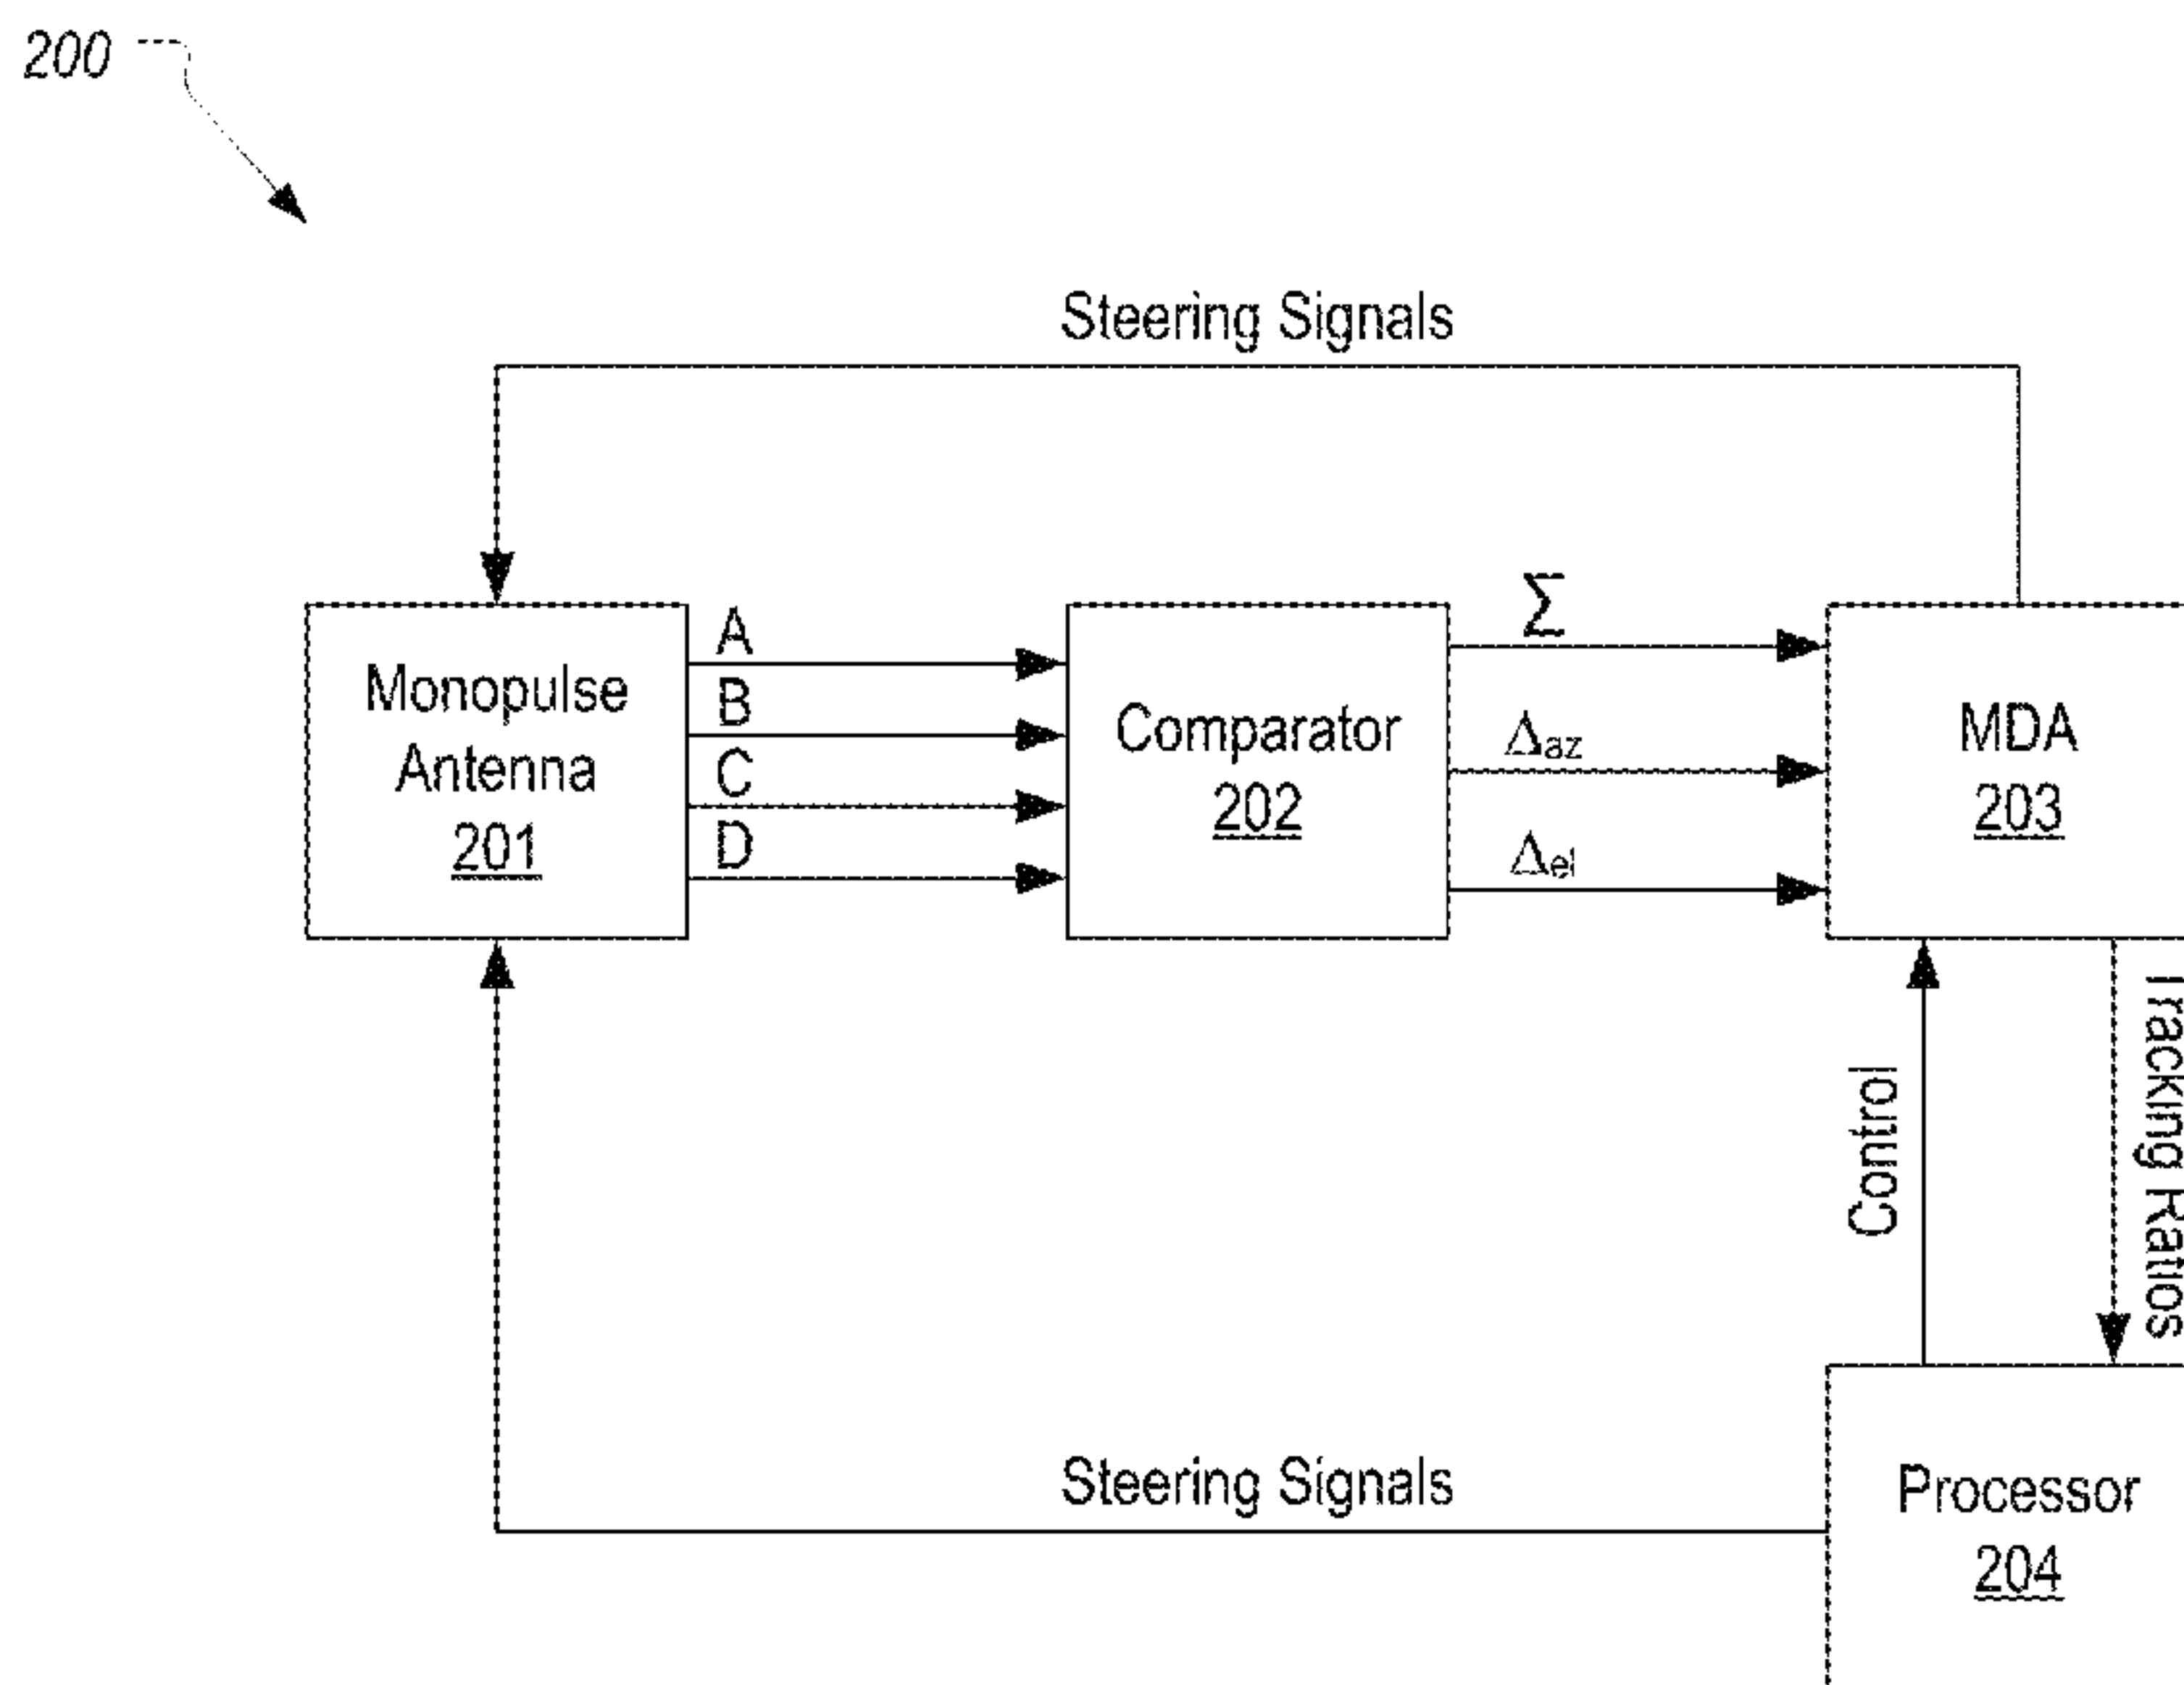 200
Steering Signals
Monopulse
Antenna
201
A
B
C
D
Comparator
202
Σ
Δaz
Δel
MDA
203
Control
Tracking Ratios
Steering Signals
Processor
204